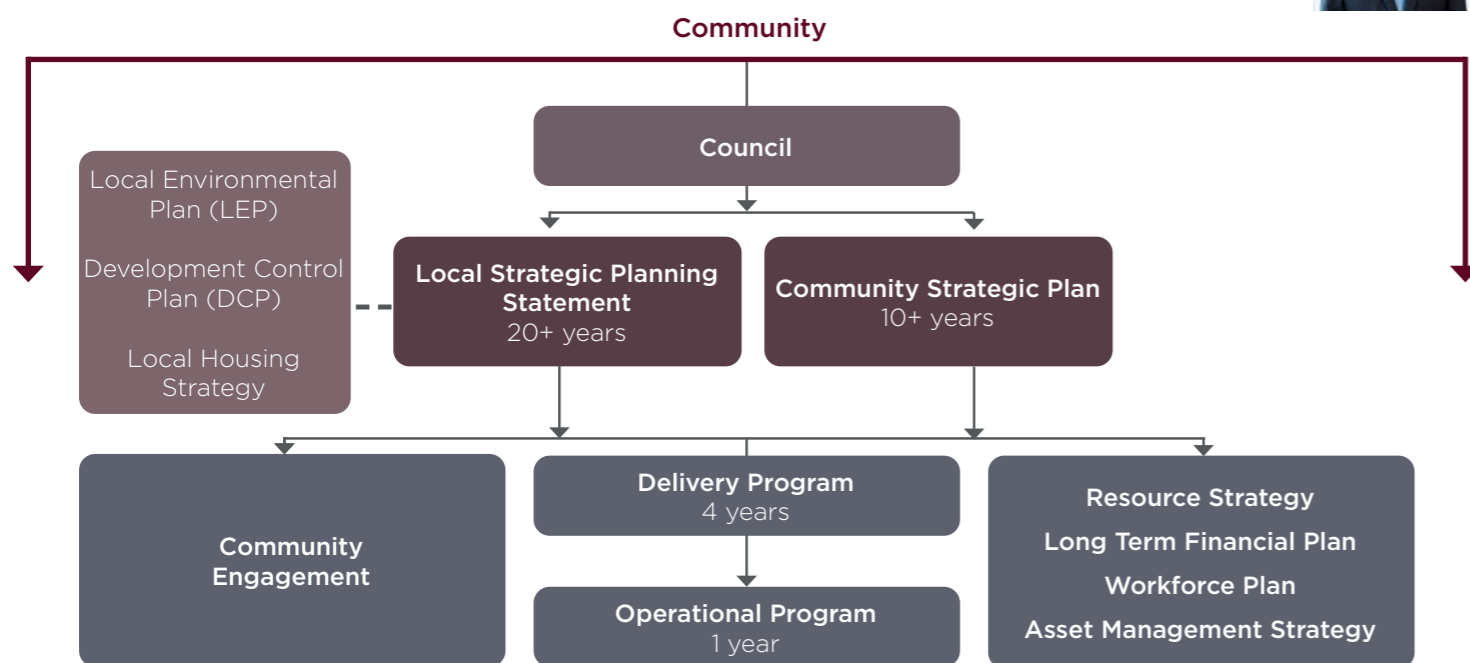 Community
Council
Local Environmental
Plan (LEP)
Development Control
Plan (DCP)
Local Housing
Strategy
Local Strategic Planning
Statement
20+ years
Community Strategic Plan
10+ years
Community
Engagement
Delivery Program
4 years
Operational Program
1 year
Resource Strategy
Long Term Financial Plan
Workforce Plan
Asset Management Strategy